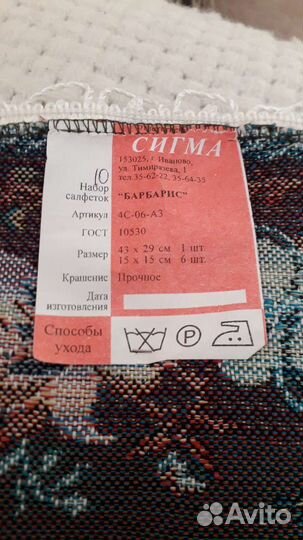 СИГМА
153025, г. Иваново,
ул. Тимирязева, 1
тел.35-62-22, 35-64-35
10
Набор
салфеток "БАРБАРИС"
Артикул 4С-06-А3
ГОСТ 10530
Размер 43 x 29 см 1 шт.
15 x 15 см 6 шт.
Крашение Прочное
Дата
изготовления
Способы
ухода
P
Avito